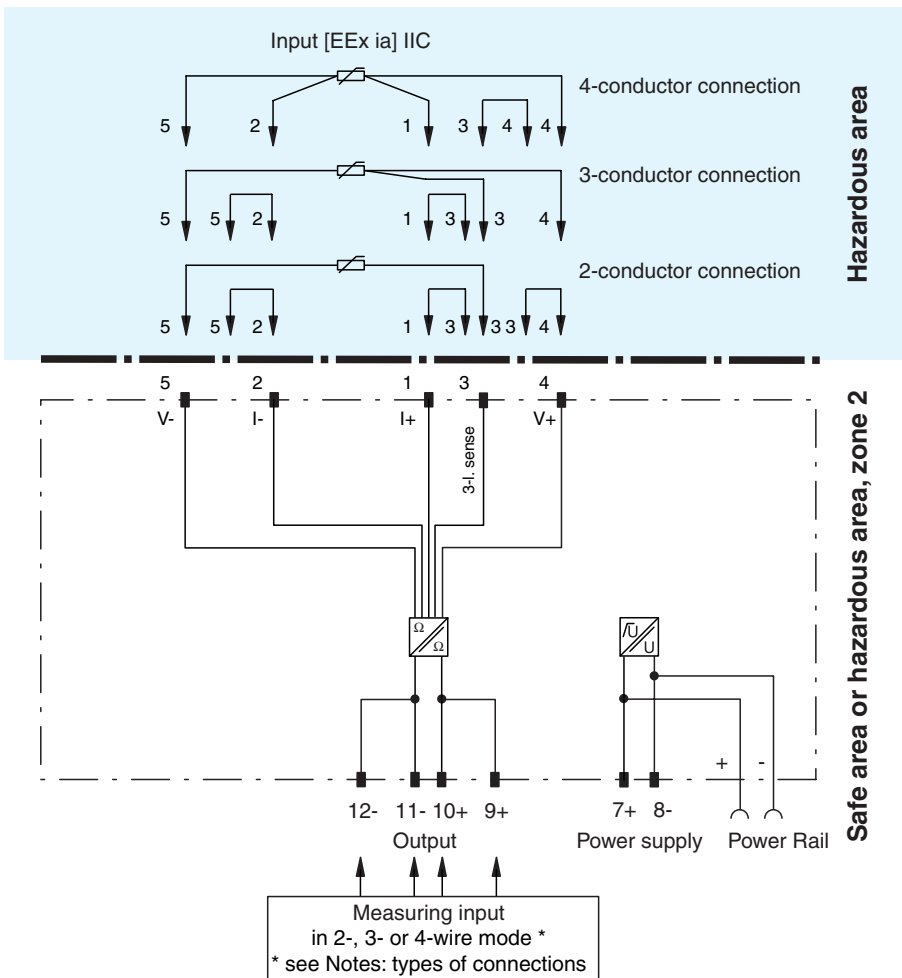 Input [EEx ia] IIC
4-conductor connection
5 2 1 3 4 4
3-conductor connection
5 5 2 1 3 3 4
2-conductor connection
5 5 2 1 3 3 3 4
Hazardous area
5 2 1 3 4
V- I- I+ V+
3-l. sense
Ω
Ω
U
U
Safe area or hazardous area, zone 2
+ -
12- 11- 10+ 9+ 7+ 8-
Output Power supply Power Rail
Measuring input
in 2-, 3- or 4-wire mode *
* see Notes: types of connections